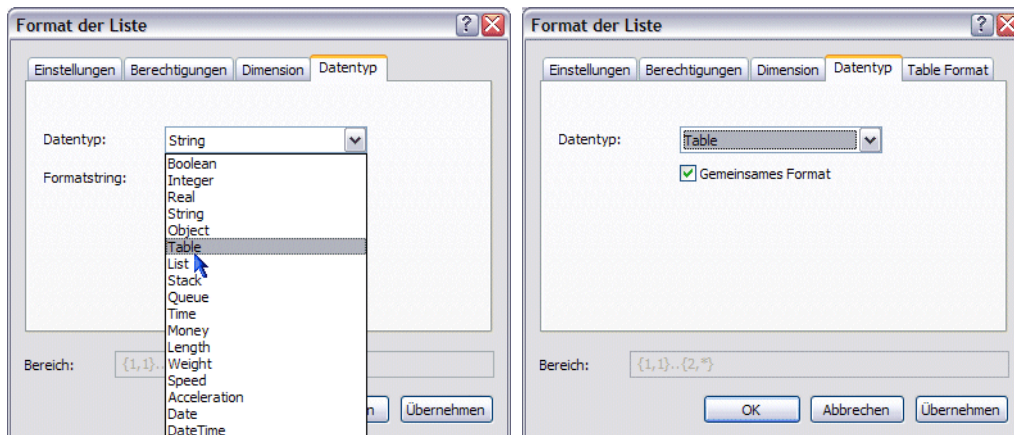 Format der Liste
Einstellungen Berechtigungen Dimension Datentyp
Datentyp: String
Boolean
Formatstring: Integer
Real
String
Object
Table
List
Stack
Queue
Time
Money
Length
Bereich: {1,1}.. Weight
Speed
Acceleration
n Übernehmen
Date
DateTime
Format der Liste
Einstellungen Berechtigungen Dimension Datentyp Table Format
Datentyp: Table
Gemeinsames Format
Bereich: {1,1}..{2,*}
OK Abbrechen Übernehmen